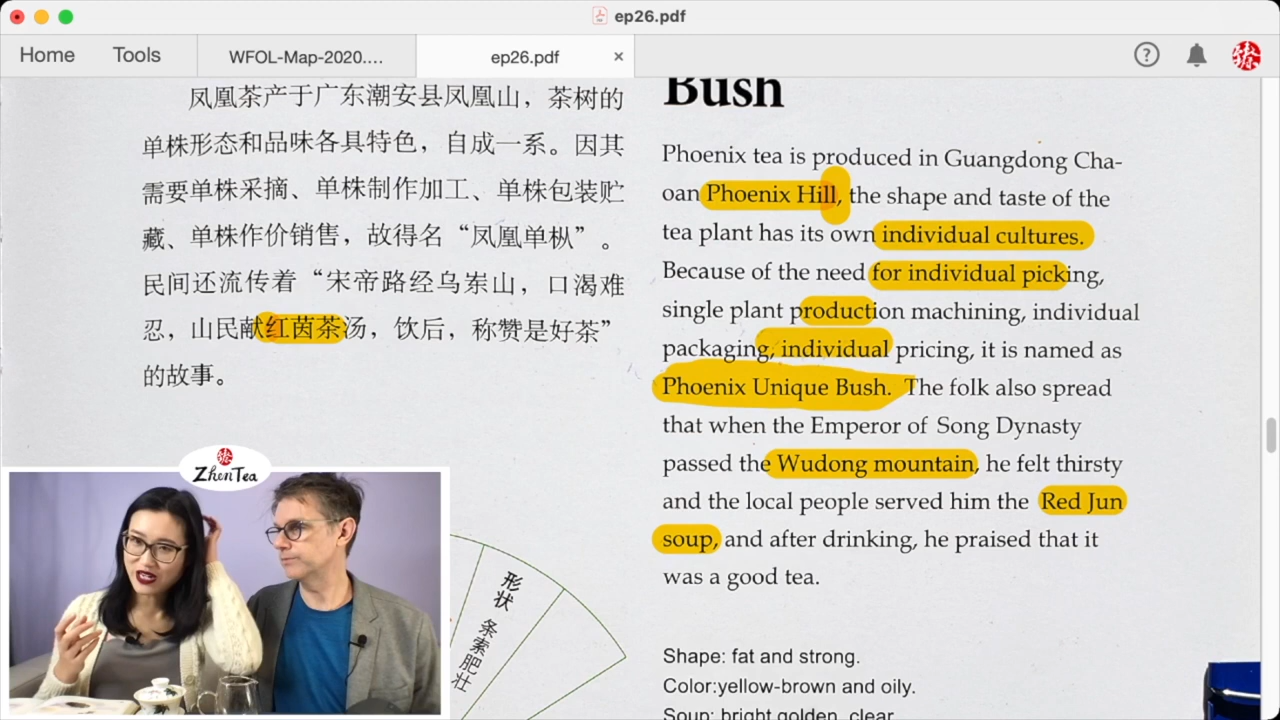 ep26.pdf
Home
Tools
WFOL-Map-2020....
ep26.pdf
凤凰茶产于广东潮安县凤凰山，茶树的
单株形态和品味各具特色，自成一系。因其
需要单株采摘、单株制作加工、单株包装贮
藏、单株作价销售，故得名“凤凰单枞”。
民间还流传着“宋帝路经乌岽山，口渴难
忍，山民献红茵茶汤，饮后，称赞是好茶”
的故事。
Bush
Phoenix tea is produced in Guangdong Cha-
oan Phoenix Hill, the shape and taste of the
tea plant has its own individual cultures.
Because of the need for individual picking,
single plant production machining, individual
packaging, individual pricing, it is named as
Phoenix Unique Bush. The folk also spread
that when the Emperor of Song Dynasty
passed the Wudong mountain, he felt thirsty
and the local people served him the Red Jun
soup, and after drinking, he praised that it
was a good tea.
Shape: fat and strong.
Color:yellow-brown and oily.
Soup: bright golden, clear
形状
条索肥壮
ZhenTea